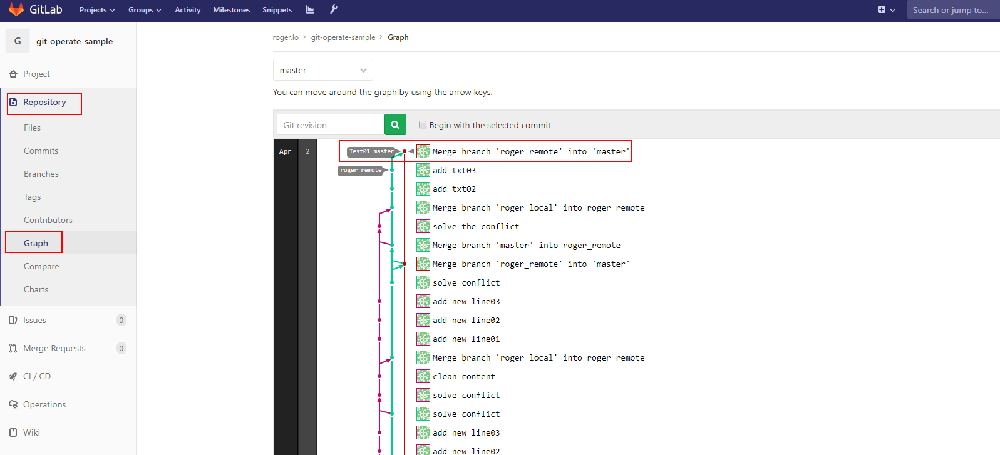 GitLab Projects Groups Activity Milestones Snippets Search or jump to...
G git-operate-sample
Project
Repository
Files
Commits
Branches
Tags
Contributors
Graph
Compare
Charts
Issues 0
Merge Requests 0
CI / CD
Operations
Wiki
roger.lo > git-operate-sample > Graph
master
You can move around the graph by using the arrow keys.
Git revision Begin with the selected commit
Apr 2 Test01 master Merge branch 'roger_remote' into 'master'
roger_remote add txt03
add txt02
Merge branch 'roger_local' into roger_remote
solve the conflict
Merge branch 'master' into roger_remote
Merge branch 'roger_remote' into 'master'
solve conflict
add new line03
add new line02
add new line01
Merge branch 'roger_local' into roger_remote
clean content
solve conflict
solve conflict
add new line03
add new line02